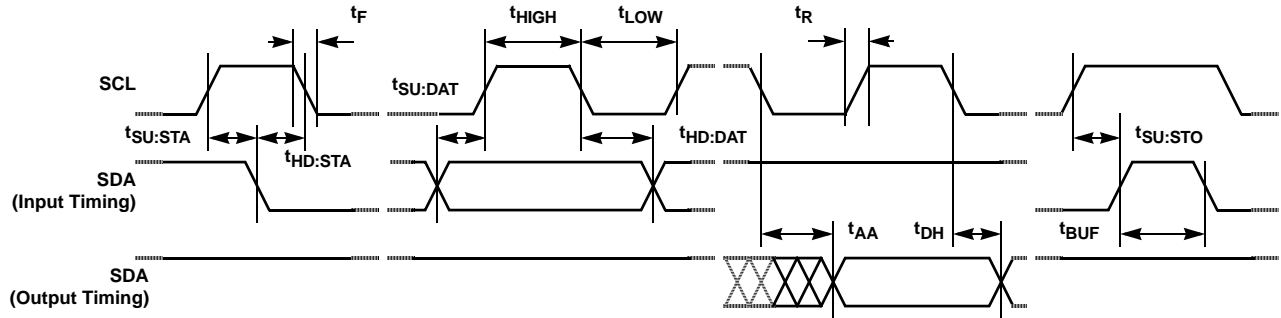 tF
tHIGH
tLOW
tR
SCL
tSU:DAT
tSU:STA
tHD:STA
tHD:DAT
tSU:STO
SDA
(Input Timing)
tAA
tDH
tBUF
SDA
(Output Timing)